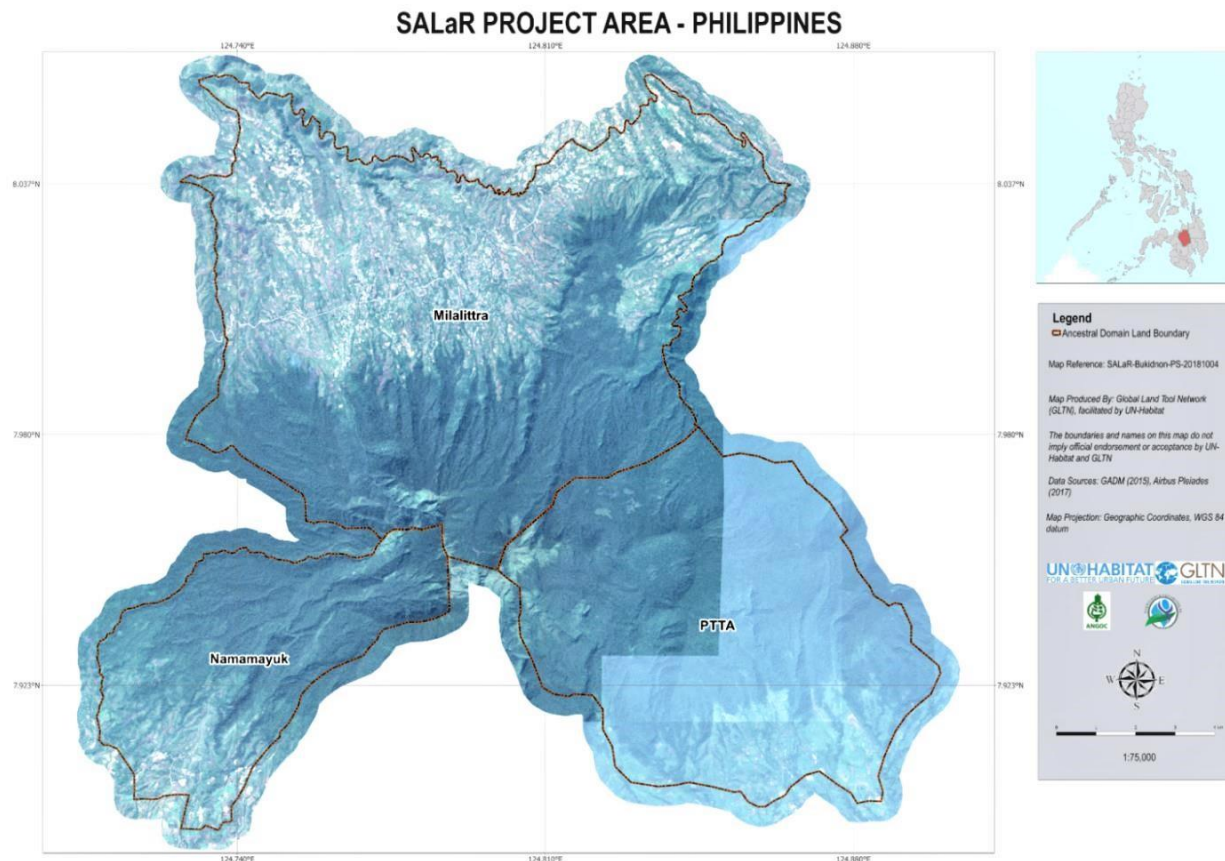 SALaR PROJECT AREA - PHILIPPINES
124.740°E 124.810°E 124.880°E
8.037°N 8.037°N
Milalittra
7.980°N 7.980°N
PTTA
Namamayuk
7.923°N 7.923°N
124.740°E 124.810°E 124.880°E
Legend
Ancestral Domain Land Boundary
Map Reference: SALaR-Bukidnon-PS-20181004
Map Produced By: Global Land Tool Network
(GLTN), facilitated by UN-Habitat
The boundaries and names on this map do not
imply official endorsement or acceptance by UN-
Habitat and GLTN
Data Sources: GADM (2015), Airbus Pleiades
(2017)
Map Projection: Geographic Coordinates, WGS 84
datum
UN HABITAT
FOR A BETTER URBAN FUTURE
GLTN
ANGOC
N
W E
S
1:75,000